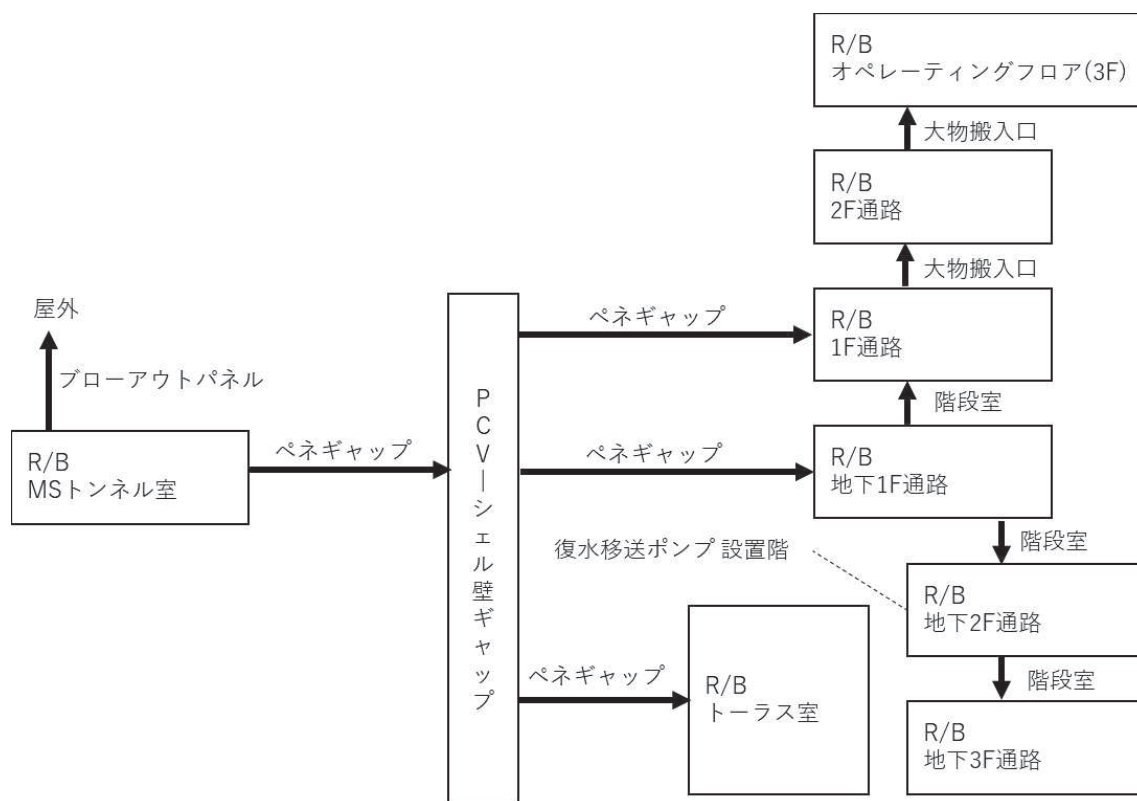 R/B
オペレーティングフロア(3F)
大物搬入口
R/B
2F通路
大物搬入口
屋外
ペネギャップ
R/B
1F通路
ブローアウトパネル
階段室
R/B
MSトンネル室
ペネギャップ
PCV―シェル壁ギャップ
ペネギャップ
R/B
地下1F通路
階段室
復水移送ポンプ 設置階
R/B
地下2F通路
階段室
ペネギャップ
R/B
トーラス室
R/B
地下3F通路